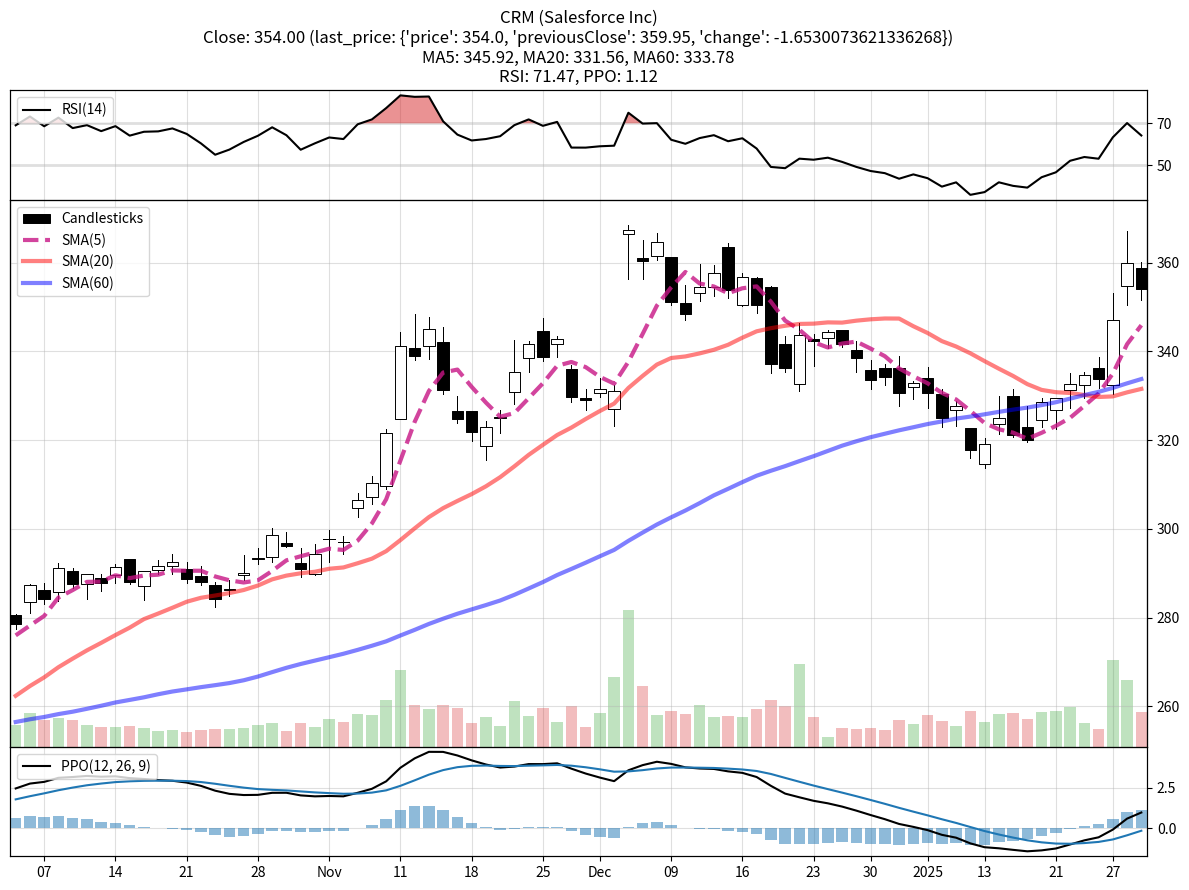 CRM (Salesforce Inc)
Close: 354.00 (last_price: {'price': 354.0, 'previousClose': 359.95, 'change': -1.6530073621336268})
MA5: 345.92, MA20: 331.56, MA60: 333.78
RSI: 71.47, PPO: 1.12
RSI(14)
70
50
Candlesticks
SMA(5)
SMA(20)
SMA(60)
360
340
320
300
280
260
PPO(12, 26, 9)
2.5
0.0
07 14 21 28 Nov 11 18 25 Dec 09 16 23 30 2025 13 21 27